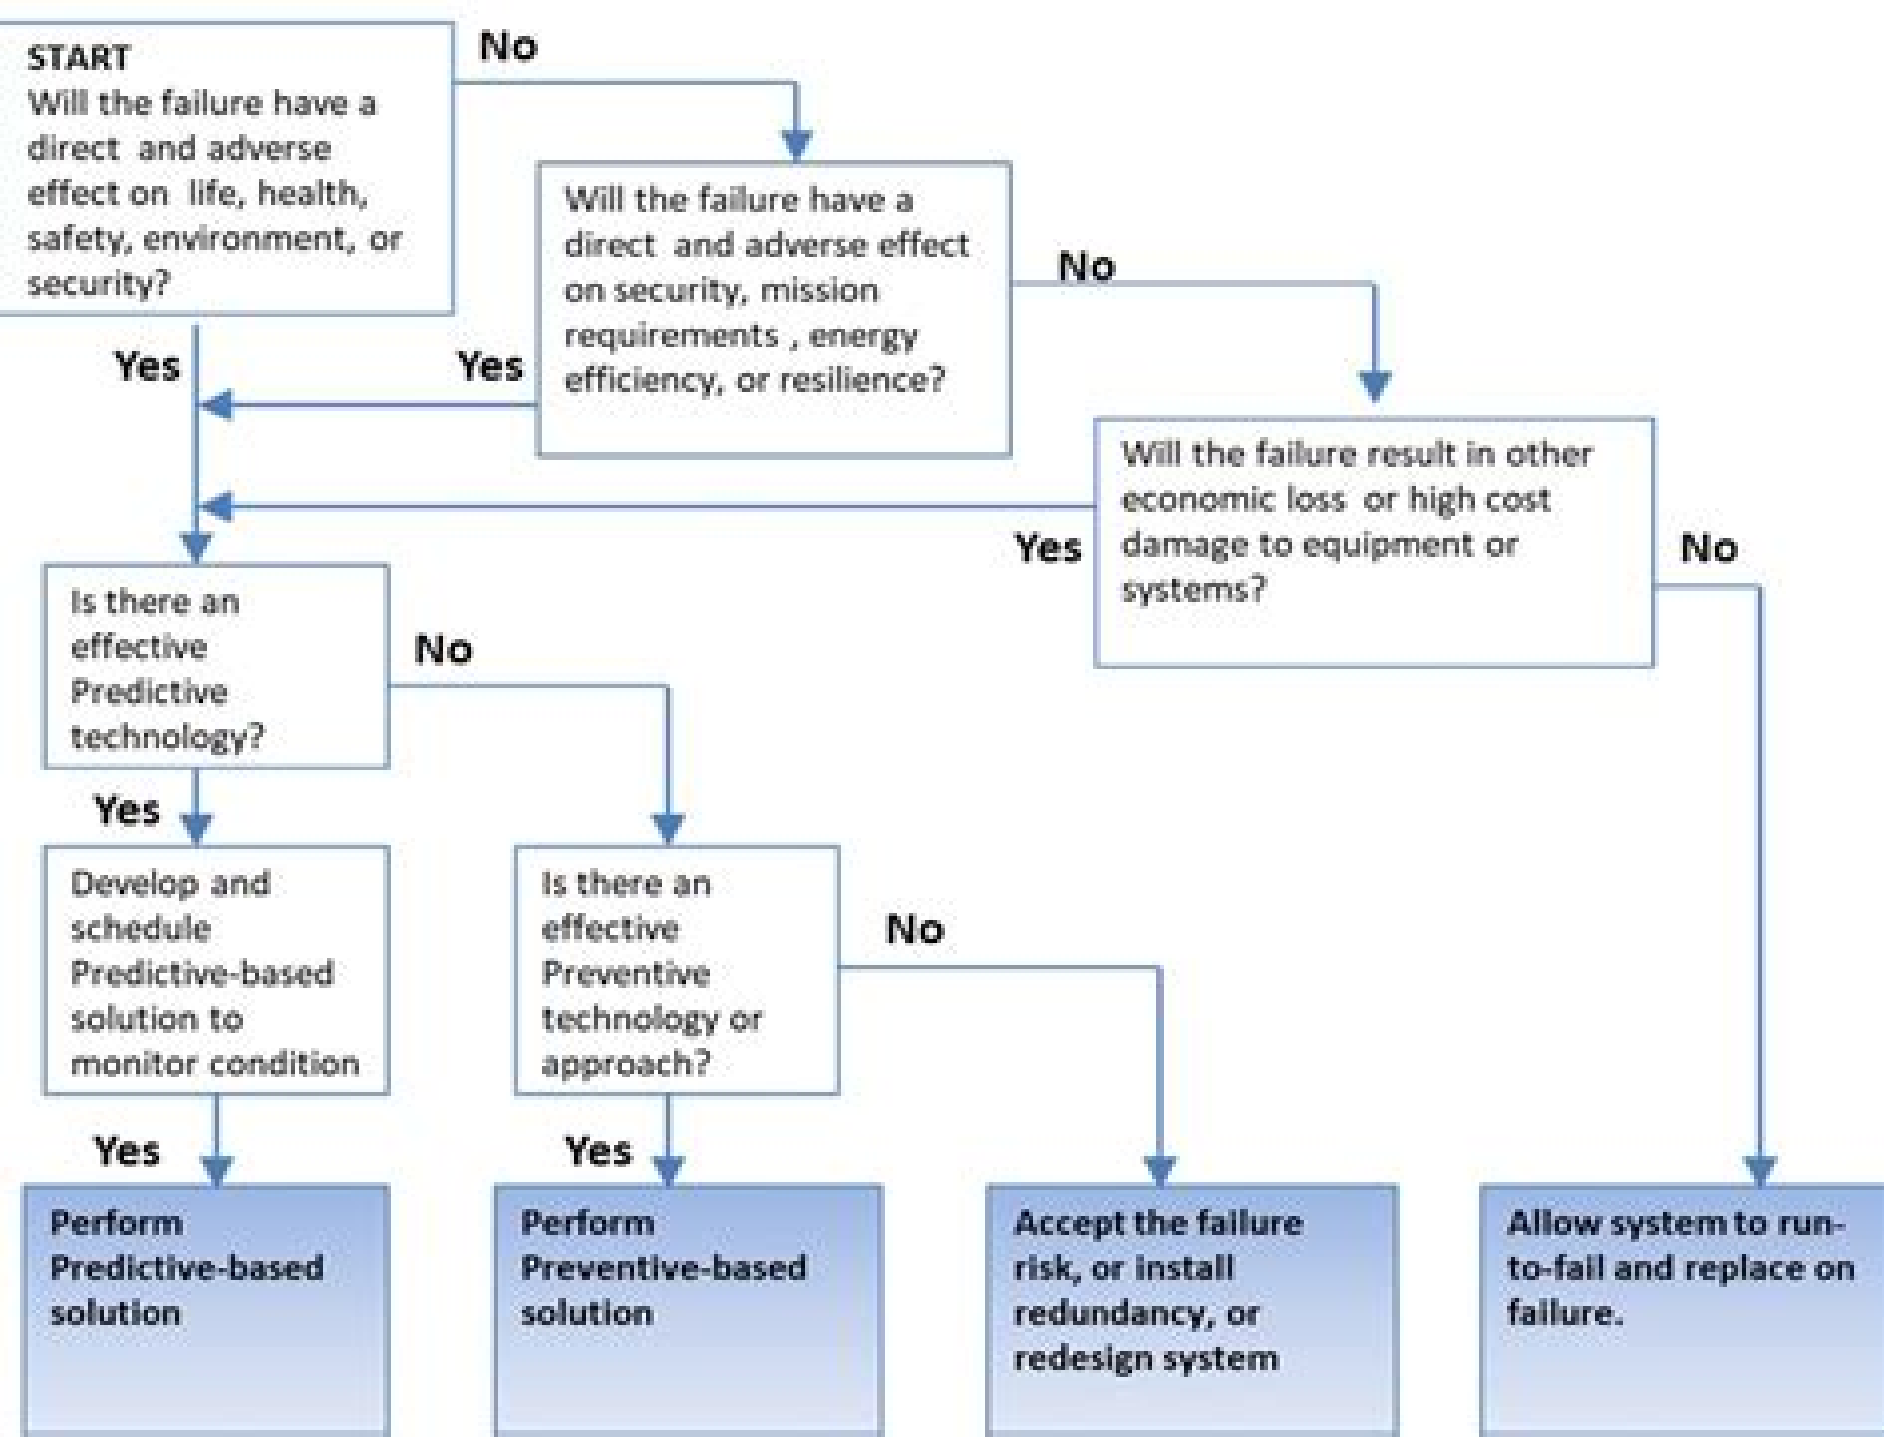 START
Will the failure have a
direct and adverse
effect on life, health,
safety, environment, or
security?
No
Yes
Will the failure have a
direct and adverse effect
on security, mission
requirements , energy
efficiency, or resilience?
No
Yes
Will the failure result in other
economic loss or high cost
damage to equipment or
systems?
Yes
No
Is there an
effective
Predictive
technology?
No
Yes
Develop and
schedule
Predictive-based
solution to
monitor condition
Is there an
effective
Preventive
technology or
approach?
No
Yes
Yes
Perform
Predictive-based
solution
Perform
Preventive-based
solution
Accept the failure
risk, or install
redundancy, or
redesign system
Allow system to run-
to-fail and replace on
failure.